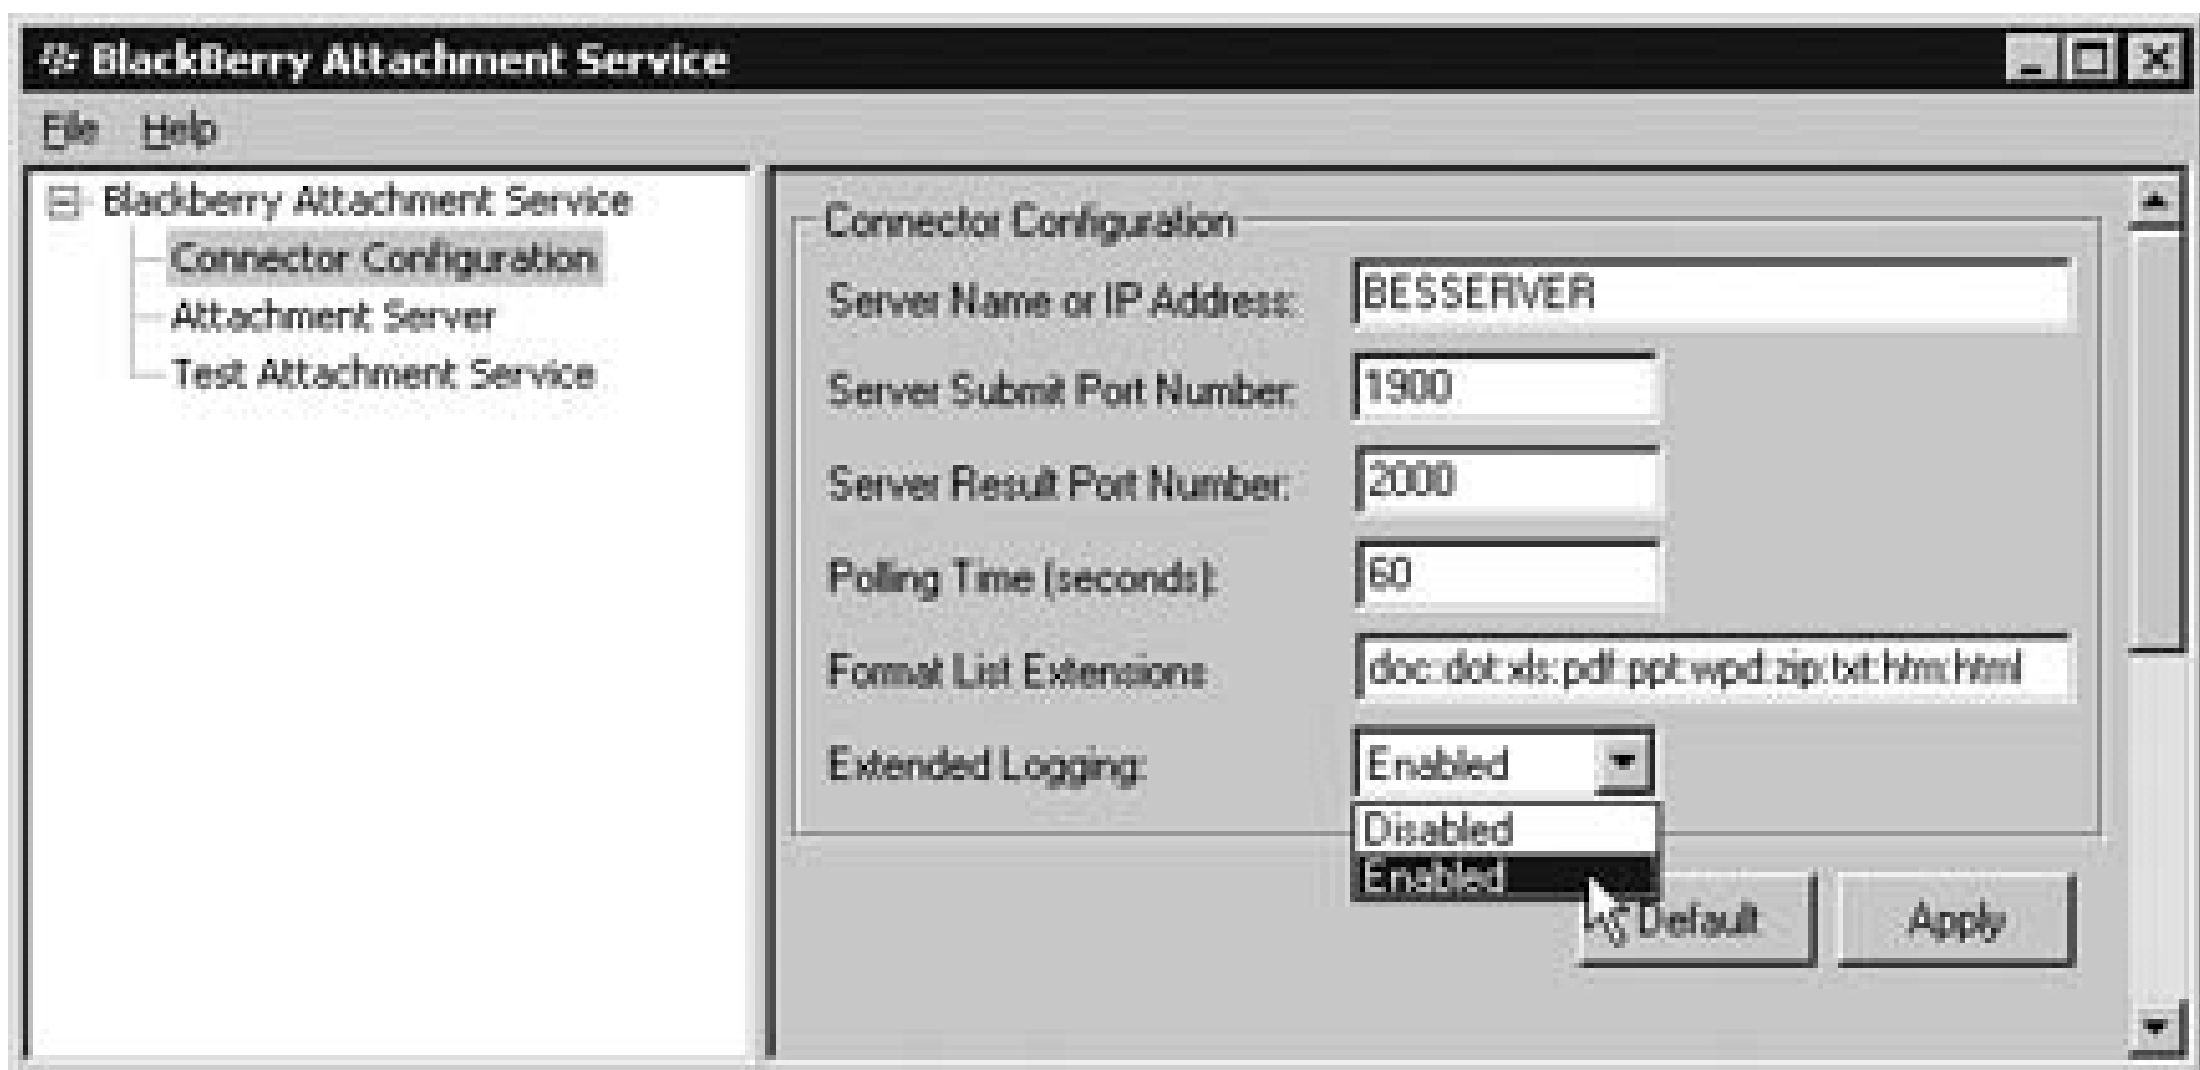 BlackBerry Attachment Service
File Help
Blackberry Attachment Service
Connector Configuration
Attachment Server
Test Attachment Service
Connector Configuration
Server Name or IP Address: BESSERVER
Server Submit Port Number: 1900
Server Result Port Number: 2000
Polling Time (seconds): 60
Format List Extensions: doc:dot:xls:pdf:ppt:wpd:zip:txt:htm:html
Extended Logging: Enabled
Disabled
Enabled
Default Apply